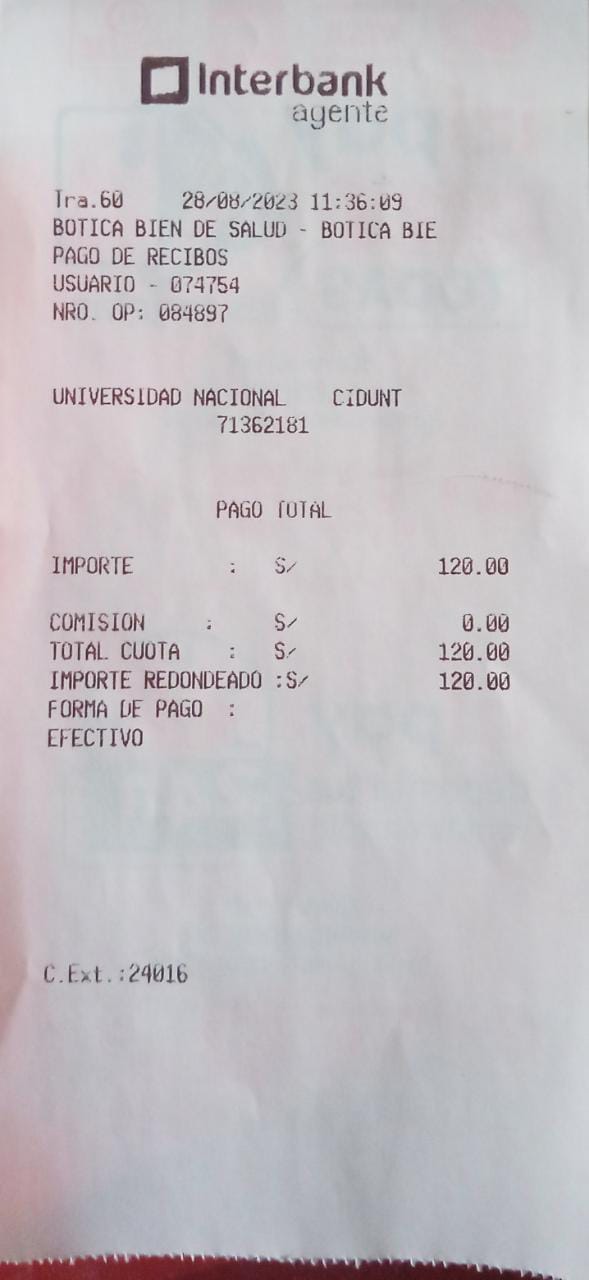 Interbank
agente
Tra.60 28/08/2023 11:36:09
BOTICA BIEN DE SALUD - BOTICA BIE
PAGO DE RECIBOS
USUARIO - 074754
NRO. OP: 084897
UNIVERSIDAD NACIONAL CIDUNT
71362181
PAGO TOTAL
IMPORTE : S/ 120.00
COMISION : S/ 0.00
TOTAL CUOTA : S/ 120.00
IMPORTE REDONDEADO :S/ 120.00
FORMA DE PAGO :
EFECTIVO
C.Ext.:24016